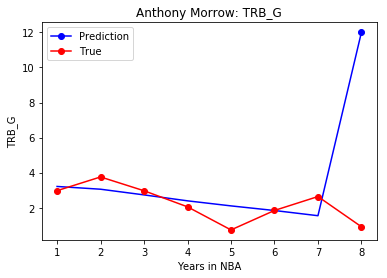 Anthony Morrow: TRB_G
Prediction
True
12
10
8
6
4
2
TRB_G
1 2 3 4 5 6 7 8
Years in NBA